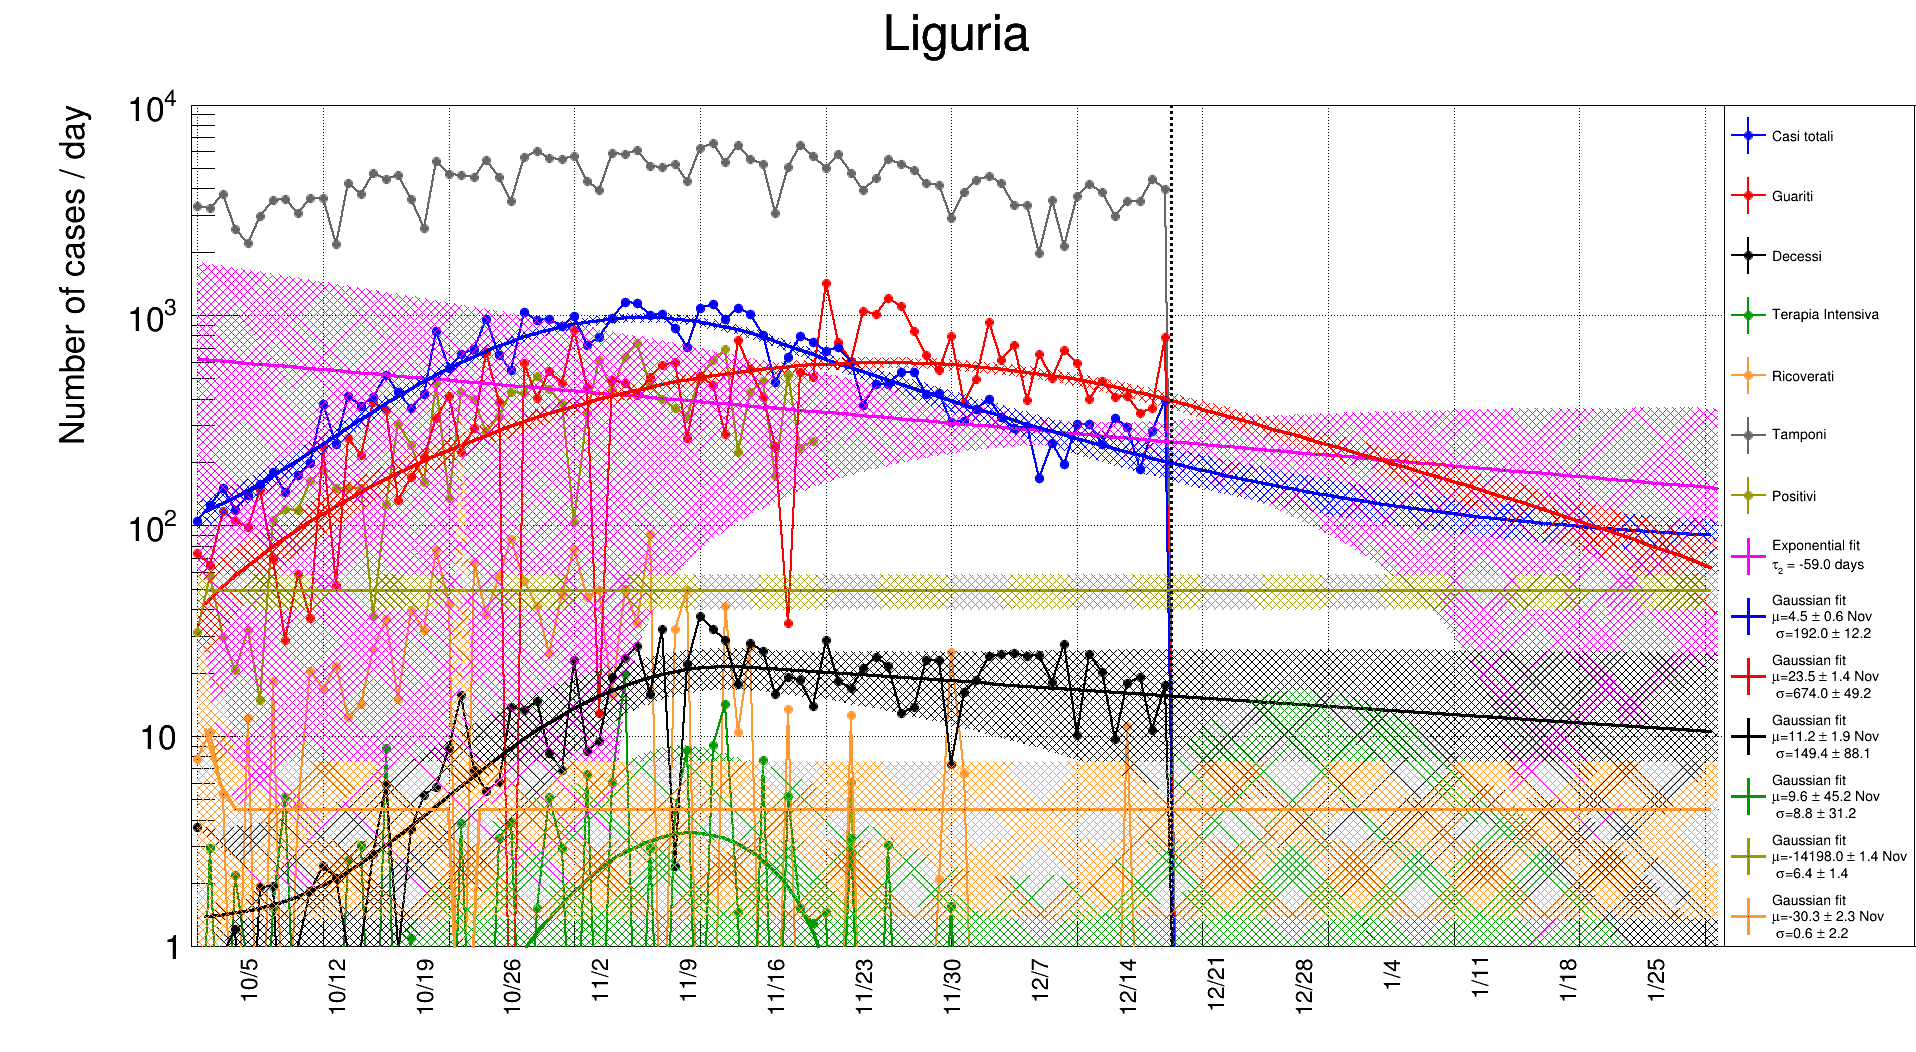 Liguria
Number of cases / day
10⁴
10³
10²
10
1
10/5
10/12
10/19
10/26
11/2
11/9
11/16
11/23
11/30
12/7
12/14
12/21
12/28
1/4
1/11
1/18
1/25
Casi totali
Guariti
Decessi
Terapia Intensiva
Ricoverati
Tamponi
Positivi
Exponential fit
τ₂ = -59.0 days
Gaussian fit
μ=4.5 ± 0.6 Nov
σ=192.0 ± 12.2
Gaussian fit
μ=23.5 ± 1.4 Nov
σ=674.0 ± 49.2
Gaussian fit
μ=11.2 ± 1.9 Nov
σ=149.4 ± 88.1
Gaussian fit
μ=9.6 ± 45.2 Nov
σ=8.8 ± 31.2
Gaussian fit
μ=-14198.0 ± 1.4 Nov
σ=6.4 ± 1.4
Gaussian fit
μ=-30.3 ± 2.3 Nov
σ=0.6 ± 2.2